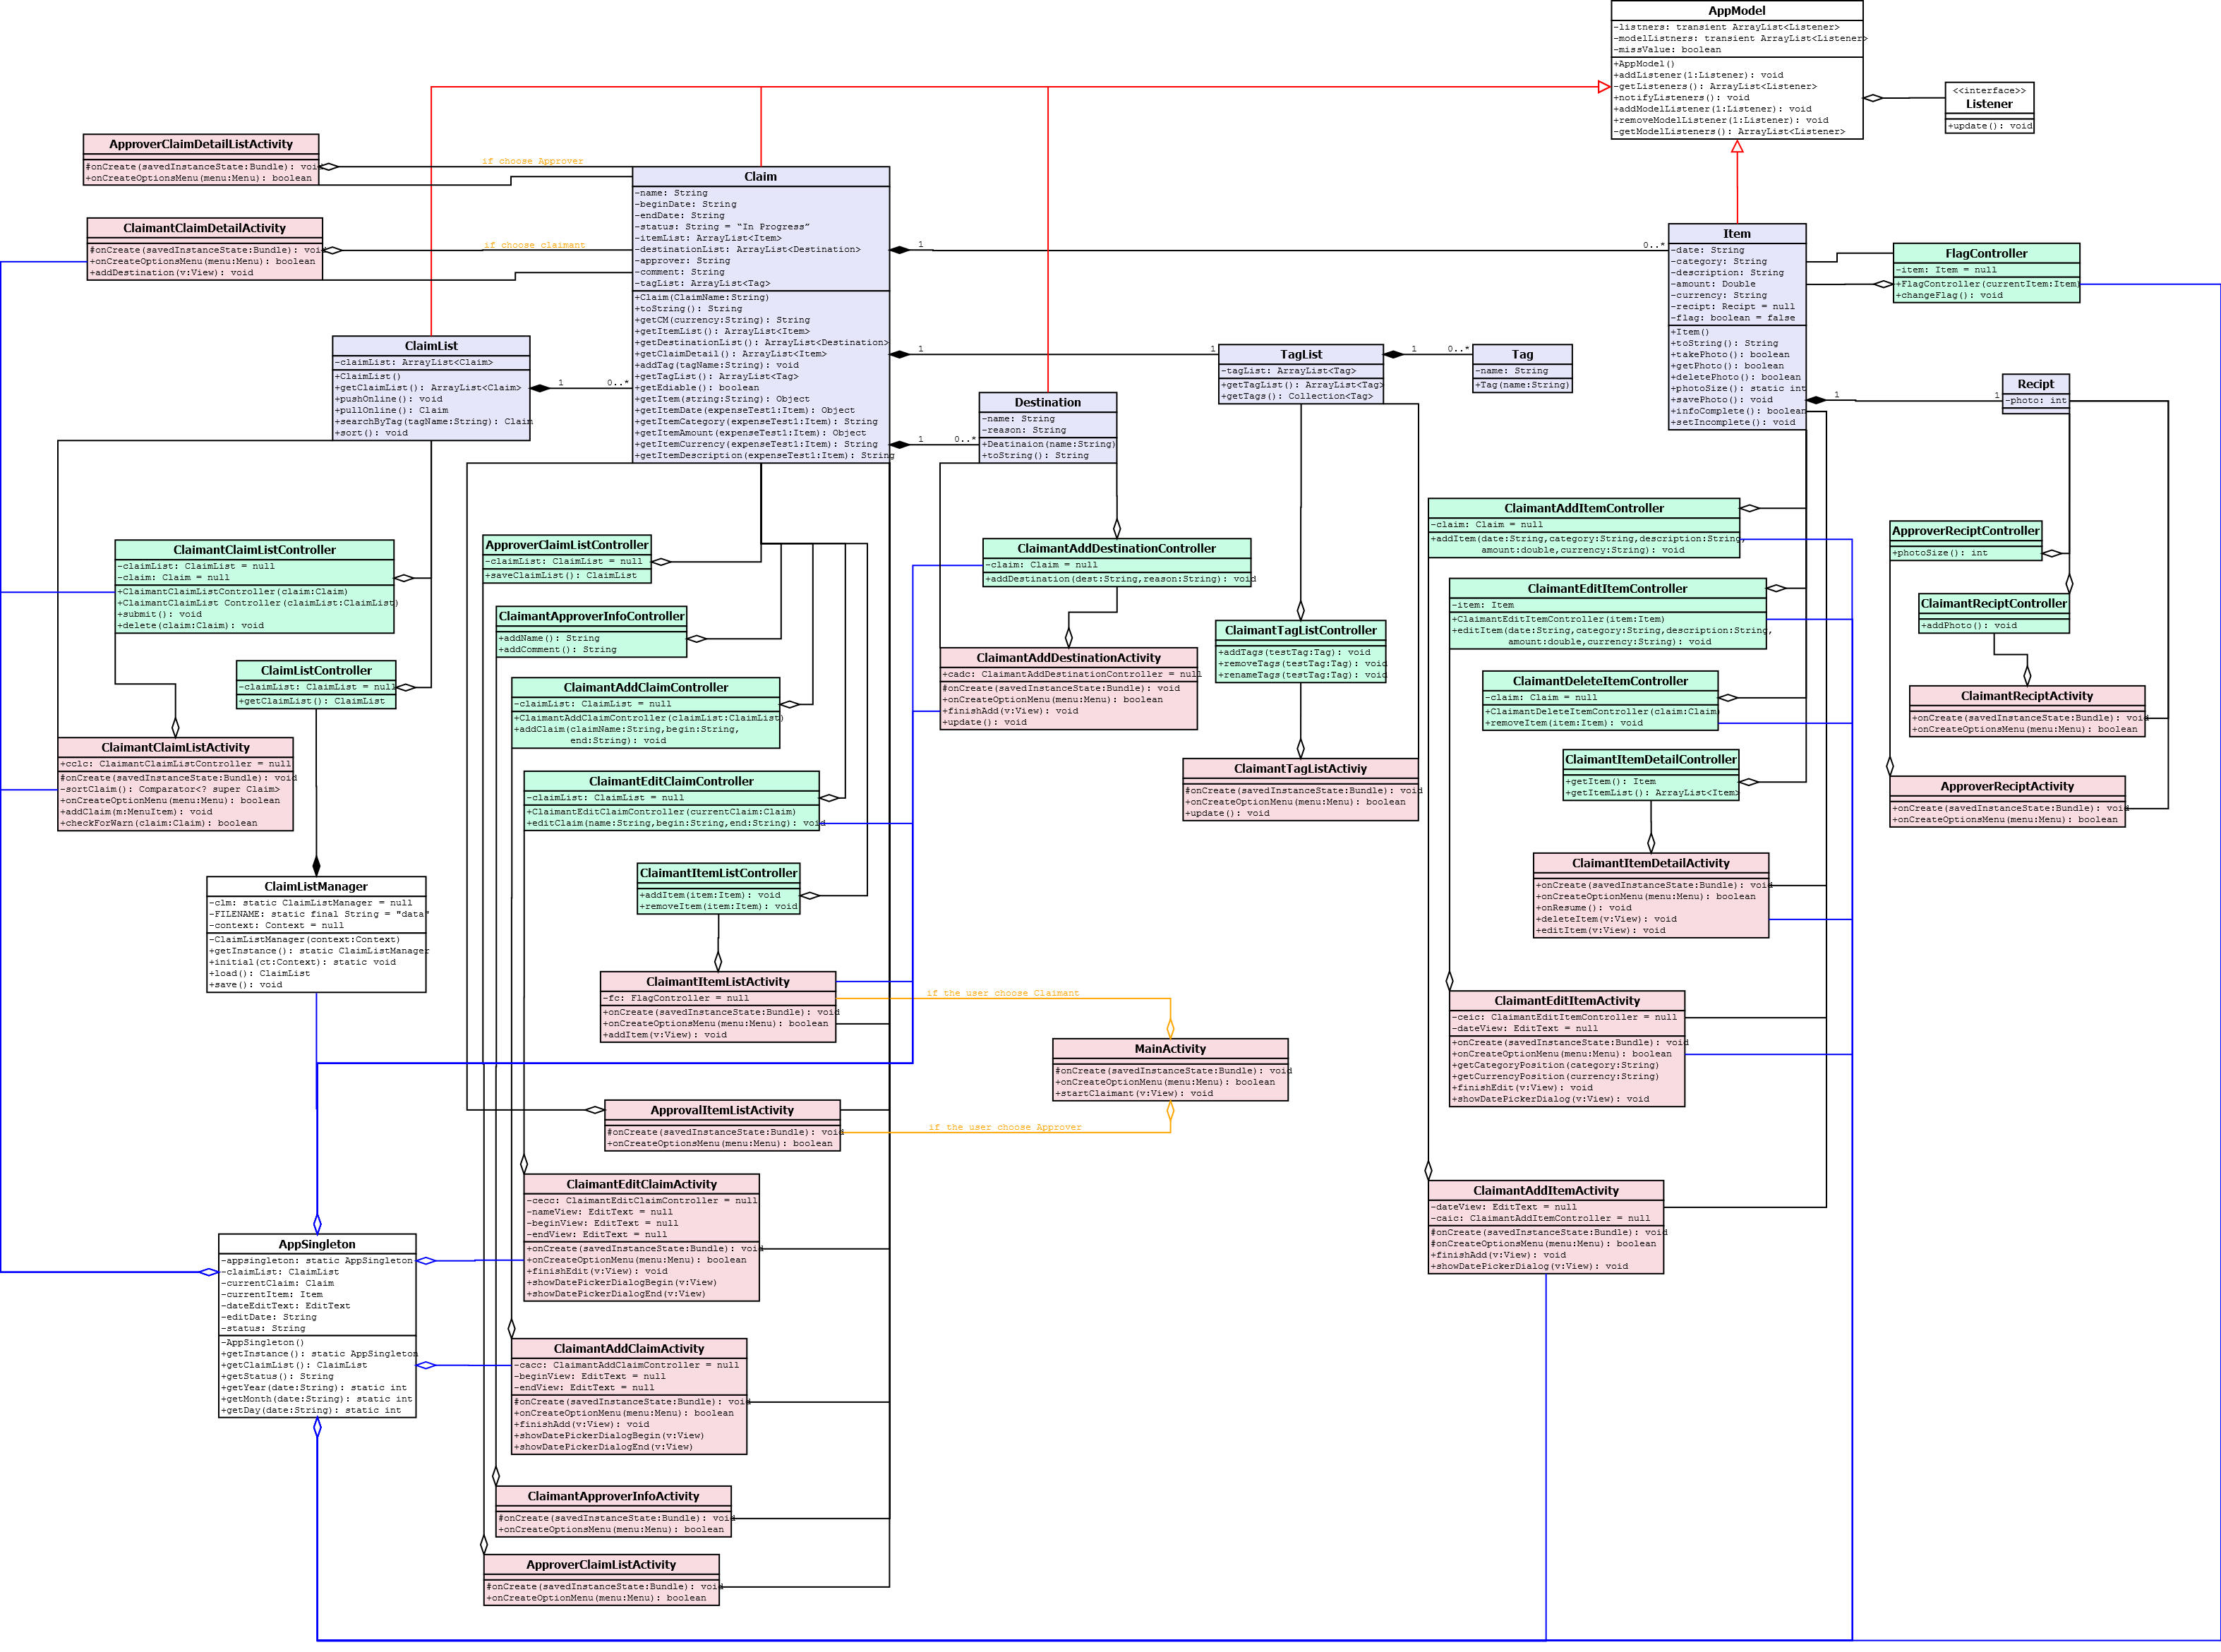 AppModel
-listners: transient ArrayList<Listener>
-modelListners: transient ArrayList<Listener>
-missValue: boolean
+AppModel()
+addListener(l:Listener): void
-getListeners(): ArrayList<Listener>
+notifyListeners(): void
+addModelListener(l:Listener): void
+removeModelListener(l:Listener): void
-getModelListeners(): ArrayList<Listener>
<<interface>>
Listener
+update(): void
ApproverClaimDetailListActivity
#onCreate(savedInstanceState:Bundle): void
+onCreateOptionsMenu(menu:Menu): boolean
if choose Approver
ClaimantClaimDetailActivity
#onCreate(savedInstanceState:Bundle): void
+onCreateOptionsMenu(menu:Menu): boolean
+addDestination(v:View): void
if choose claimant
Claim
-name: String
-beginDate: String
-endDate: String
-status: String = “In Progress”
-itemList: ArrayList<Item>
-destinationList: ArrayList<Destination>
-approver: String
-comment: String
-tagList: ArrayList<Tag>
+Claim(ClaimName:String)
+toString(): String
+getCM(currency:String): String
+getItemList(): ArrayList<Item>
+getDestinationList(): ArrayList<Destination>
+getClaimDetail(): ArrayList<Item>
+addTag(tagName:String): void
+getTagList(): ArrayList<Tag>
+getEdiable(): boolean
+getItem(string:String): Object
+getItemDate(expenseTest1:Item): Object
+getItemCategory(expenseTest1:Item): String
+getItemAmount(expenseTest1:Item): Object
+getItemCurrency(expenseTest1:Item): String
+getItemDescription(expenseTest1:Item): String
1
0..*
Item
-date: String
-category: String
-description: String
-amount: Double
-currency: String
-recipt: Recipt = null
-flag: boolean = false
+Item()
+toString(): String
+takePhoto(): boolean
+getPhoto(): boolean
+deletePhoto(): boolean
+photoSize(): static int
+savePhoto(): void
+infoComplete(): boolean
+setIncomplete(): void
FlagController
-item: Item = null
+FlagController(currentItem:Item)
+changeFlag(): void
ClaimList
-claimList: ArrayList<Claim>
+ClaimList()
+getClaimList(): ArrayList<Claim>
+pushOnline(): void
+pullOnline(): Claim
+searchByTag(tagName:String): Claim
+sort(): void
1
0..*
1
1
TagList
-tagList: ArrayList<Tag>
+getTagList(): ArrayList<Tag>
+getTags(): Collection<Tag>
1
0..*
Tag
-name: String
+Tag(name:String)
1
0..*
Destination
-name: String
-reason: String
+Deatinaion(name:String)
+toString(): String
1
1
Recipt
-photo: int
ClaimantClaimListController
-claimList: ClaimList = null
-claim: Claim = null
+ClaimantClaimListController(claim:Claim)
+ClaimantClaimList Controller(claimList:ClaimList)
+submit(): void
+delete(claim:Claim): void
ClaimListController
-claimList: ClaimList = null
+getClaimList(): ClaimList
ClaimantClaimListActivity
+cclc: ClaimantClaimListController = null
#onCreate(savedInstanceState:Bundle): void
-sortClaim(): Comparator<? super Claim>
+onCreateOptionMenu(menu:Menu): boolean
+addClaim(m:MenuItem): void
+checkForWarn(claim:Claim): boolean
ClaimListManager
-clm: static ClaimListManager = null
-FILENAME: static final String = "data"
-context: Context = null
-ClaimListManager(context:Context)
+getInstance(): static ClaimListManager
+initial(ct:Context): static void
+load(): ClaimList
+save(): void
AppSingleton
-appsingleton: static AppSingleton
-claimList: ClaimList
-currentClaim: Claim
-currentItem: Item
-dateEditText: EditText
-editDate: String
-status: String
-AppSingleton()
+getInstance(): static AppSingleton
+getClaimList(): ClaimList
+getStatus(): String
+getYear(date:String): static int
+getMonth(date:String): static int
+getDay(date:String): static int
ApproverClaimListController
-claimList: ClaimList = null
+saveClaimList(): ClaimList
ClaimantApproverInfoController
+addName(): String
+addComment(): String
ClaimantAddClaimController
-claimList: ClaimList = null
+ClaimantAddClaimController(claimList:ClaimList)
+addClaim(claimName:String,begin:String,
end:String): void
ClaimantEditClaimController
-claimList: ClaimList = null
+ClaimantEditClaimController(currentClaim:Claim)
+editClaim(name:String,begin:String,end:String): void
ClaimantItemListController
+addItem(item:Item): void
+removeItem(item:Item): void
ClaimantItemListActivity
-fc: FlagController = null
+onCreate(savedInstanceState:Bundle): void
+onCreateOptionsMenu(menu:Menu): boolean
+addItem(v:View): void
if the user choose Claimant
MainActivity
#onCreate(savedInstanceState:Bundle): void
+onCreateOptionMenu(menu:Menu): boolean
+startClaimant(v:View): void
if the user choose Approver
ApprovalItemListActivity
#onCreate(savedInstanceState:Bundle): void
+onCreateOptionsMenu(menu:Menu): boolean
ClaimantEditClaimActivity
-cecc: ClaimantEditClaimController = null
-nameView: EditText = null
-beginView: EditText = null
-endView: EditText = null
+onCreate(savedInstanceState:Bundle): void
+onCreateOptionMenu(menu:Menu): boolean
+finishEdit(v:View): void
+showDatePickerDialogBegin(v:View)
+showDatePickerDialogEnd(v:View)
ClaimantAddClaimActivity
-cacc: ClaimantAddClaimController = null
-beginView: EditText = null
-endView: EditText = null
#onCreate(savedInstanceState:Bundle): void
+onCreateOptionMenu(menu:Menu): boolean
+finishAdd(v:View): void
+showDatePickerDialogBegin(v:View)
+showDatePickerDialogEnd(v:View)
ClaimantApproverInfoActivity
#onCreate(savedInstanceState:Bundle): void
+onCreateOptionsMenu(menu:Menu): boolean
ApproverClaimListActivity
#onCreate(savedInstanceState:Bundle): void
+onCreateOptionMenu(menu:Menu): boolean
ClaimantAddDestinationController
-claim: Claim = null
+addDestination(dest:String,reason:String): void
ClaimantAddDestinationActivity
+cadc: ClaimantAddDestinationController = null
#onCreate(savedInstanceState:Bundle): void
+onCreateOptionMenu(menu:Menu): boolean
+finishAdd(v:View): void
+update(): void
ClaimantTagListController
+addTags(testTag:Tag): void
+removeTags(testTag:Tag): void
+renameTags(testTag:Tag): void
ClaimantTagListActiviy
#onCreate(savedInstanceState:Bundle): void
+onCreateOptionMenu(menu:Menu): boolean
+update(): void
ClaimantAddItemController
-claim: Claim = null
+addItem(date:String,category:String,description:String,
amount:double,currency:String): void
ClaimantEditItemController
-item: Item
+ClaimantEditItemController(item:Item)
+editItem(date:String,category:String,description:String,
amount:double,currency:String): void
ClaimantDeleteItemController
-claim: Claim = null
+ClaimantDeleteItemController(claim:Claim)
+removeItem(item:Item): void
ClaimantItemDetailController
+getItem(): Item
+getItemList(): ArrayList<Item>
ClaimantItemDetailActivity
+onCreate(savedInstanceState:Bundle): void
+onCreateOptionMenu(menu:Menu): boolean
+onResume(): void
+deleteItem(v:View): void
+editItem(v:View): void
ClaimantEditItemActivity
-ceic: ClaimantEditItemController = null
-dateView: EditText = null
+onCreate(savedInstanceState:Bundle): void
+onCreateOptionMenu(menu:Menu): boolean
+getCategoryPosition(category:String)
+getCurrencyPosition(currency:String)
+finishEdit(v:View): void
+showDatePickerDialog(v:View): void
ClaimantAddItemActivity
-dateView: EditText = null
-caic: ClaimantAddItemController = null
#onCreate(savedInstanceState:Bundle): void
#onCreateOptionsMenu(menu:Menu): boolean
+finishAdd(v:View): void
+showDatePickerDialog(v:View): void
ApproverReciptController
+photoSize(): int
ClaimantReciptController
+addPhoto(): void
ClaimantReciptActivity
+onCreate(savedInstanceState:Bundle): void
+onCreateOptionsMenu(menu:Menu): boolean
ApproverReciptActivity
+onCreate(savedInstanceState:Bundle): void
+onCreateOptionsMenu(menu:Menu): boolean